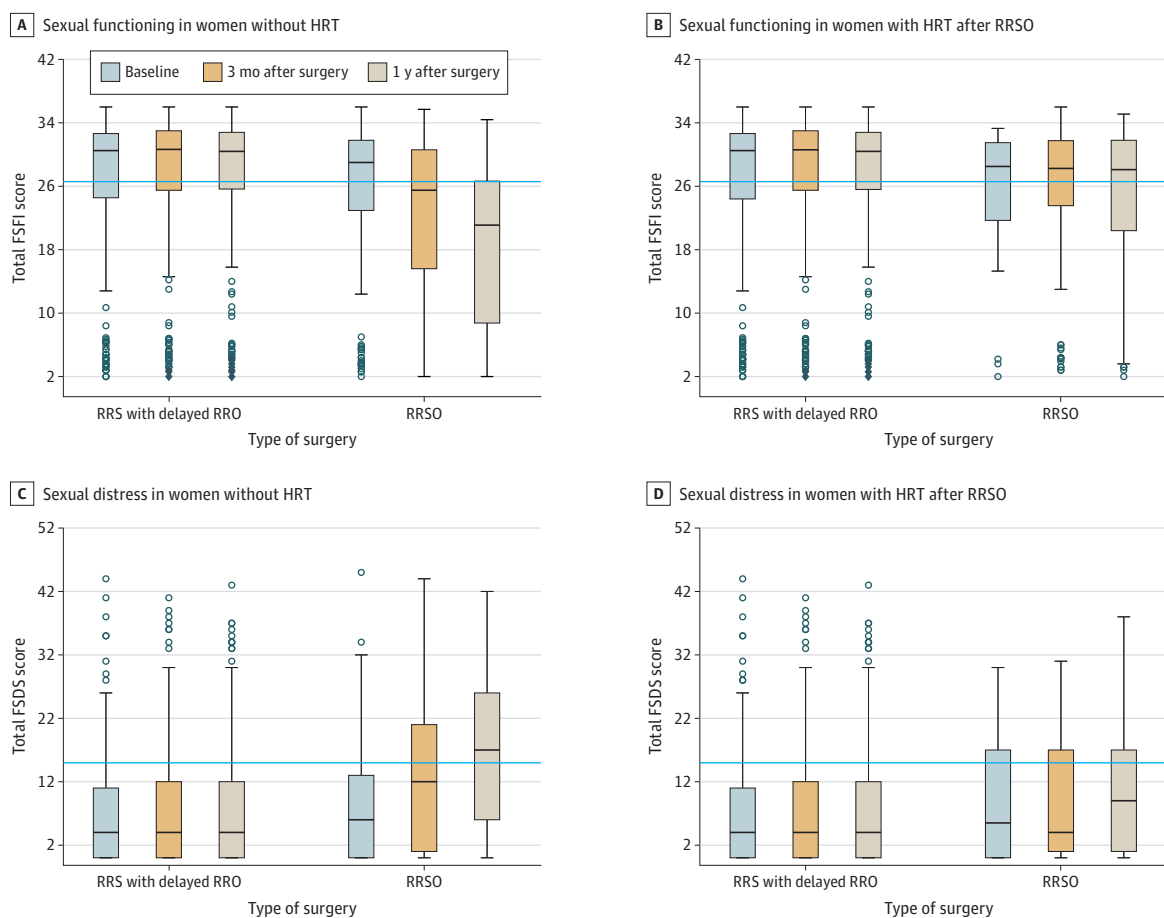 A Sexual functioning in women without HRT
Baseline
3 mo after surgery
1 y after surgery
Total FSFI score
42
34
26
18
10
2
RRS with delayed RRO
RRSO
Type of surgery
B Sexual functioning in women with HRT after RRSO
Total FSFI score
42
34
26
18
10
2
RRS with delayed RRO
RRSO
Type of surgery
C Sexual distress in women without HRT
Total FSDS score
52
42
32
22
12
2
RRS with delayed RRO
RRSO
Type of surgery
D Sexual distress in women with HRT after RRSO
Total FSDS score
52
42
32
22
12
2
RRS with delayed RRO
RRSO
Type of surgery